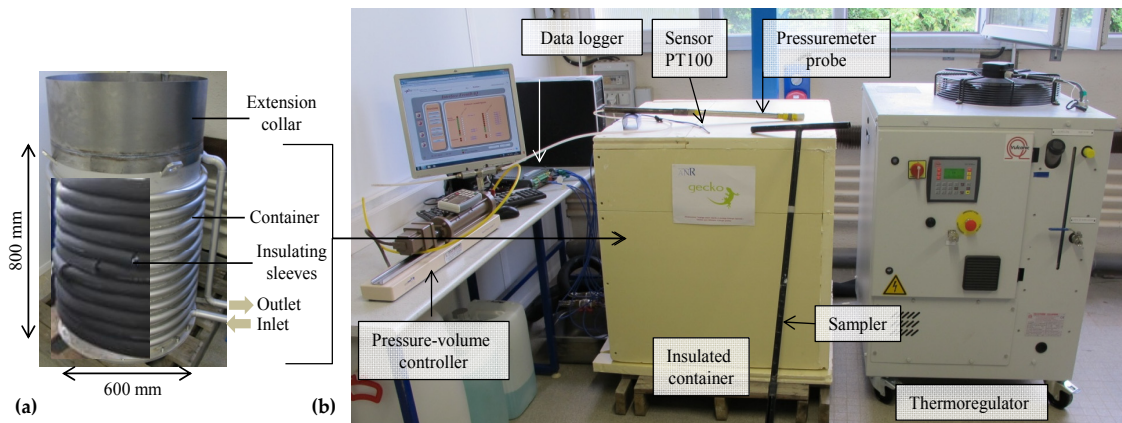 Extension
collar
Container
Insulating
sleeves
Outlet
Inlet
800 mm
600 mm
(a)
(b)
Data logger
Sensor
PT100
Pressuremeter
probe
gecko
Pressure-volume
controller
Insulated
container
Sampler
Thermoregulator